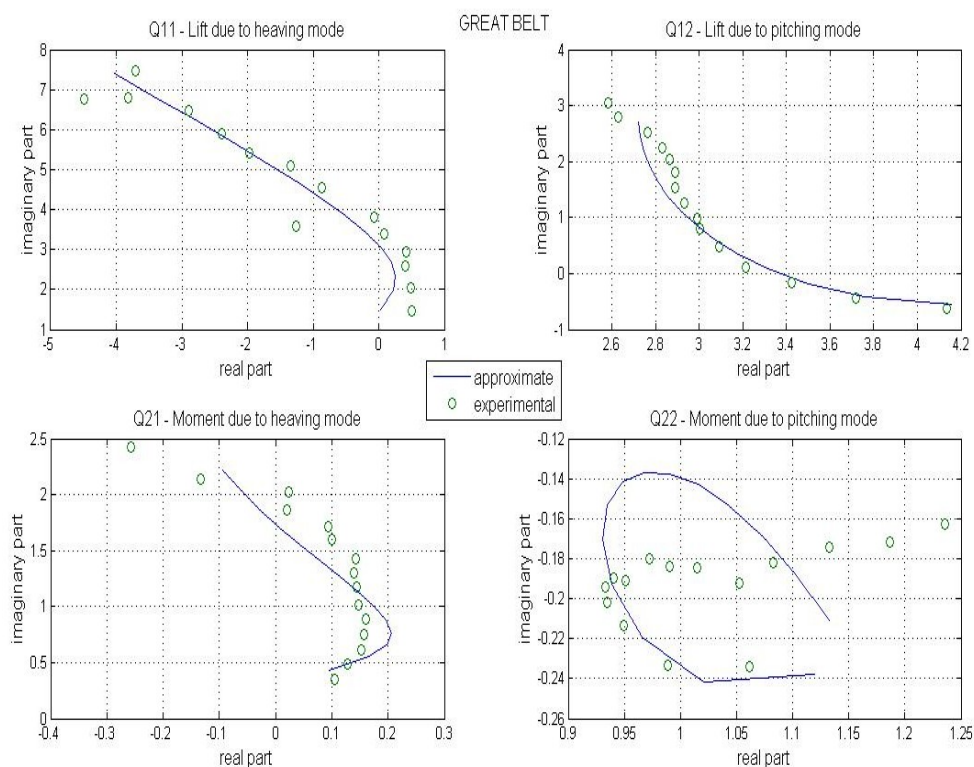 GREAT BELT
Q11 - Lift due to heaving mode
8
7
6
5
4
3
2
1
-5 -4 -3 -2 -1 0 1
imaginary part
real part
Q12 - Lift due to pitching mode
4
3
2
1
0
-1
2.6 2.8 3 3.2 3.4 3.6 3.8 4 4.2
imaginary part
real part
approximate
experimental
Q21 - Moment due to heaving mode
2.5
2
1.5
1
0.5
0
-0.4 -0.3 -0.2 -0.1 0 0.1 0.2 0.3
imaginary part
real part
Q22 - Moment due to pitching mode
-0.12
-0.14
-0.16
-0.18
-0.2
-0.22
-0.24
-0.26
0.9 0.95 1 1.05 1.1 1.15 1.2 1.25
imaginary part
real part